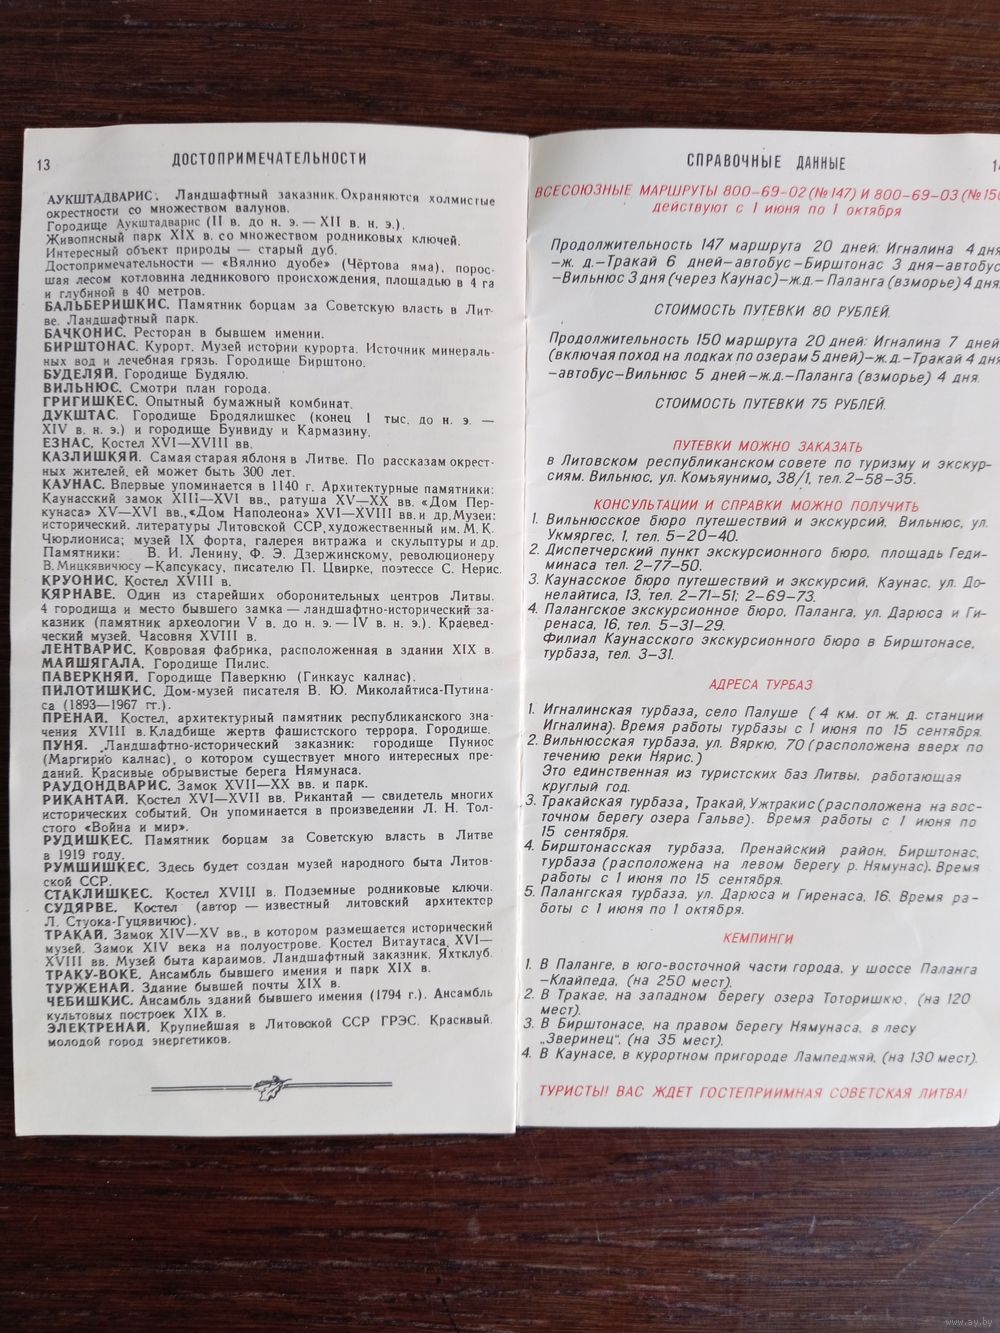 13
ДОСТОПРИМЕЧАТЕЛЬНОСТИ
АУКШТАДВАРИС. Ландшафтный заказник. Охраняются холмистые
окрестности со множеством валунов.
Городище Аукштадварис (II в. до н. э. — XII в. н. э.).
Живописный парк XIX в. со множеством родниковых ключей.
Интересный объект природы — старый дуб.
Достопримечательности — «Вялнио дуобе» (Чёртова яма), порос-
шая лесом котловина ледникового происхождения, площадью в 4 га
и глубиной в 40 метров.
БАЛЬБЕРИШКИС. Памятник борцам за Советскую власть в Лит-
ве. Ландшафтный парк.
БАЧКОНИС. Ресторан в бывшем имении.
БИРШТОНАС. Курорт. Музей истории курорта. Источник минераль-
ных вод и лечебная грязь. Городище Бирштоно.
БУДЕЛЯЙ. Городище Будялю.
ВИЛЬНЮС. Смотри план города.
ГРИГИШКЕС. Опытный бумажный комбинат.
ДУКШТАС. Городище Бродялишкес (конец 1 тыс. до н. э. —
XIV в. н. э.) и городище Буивиду и Кармазину.
ЕЗНАС. Костел XVI—XVIII вв.
КАЗЛИШКЯЙ. Самая старая яблоня в Литве. По рассказам окрест-
ных жителей, ей может быть 300 лет.
КАУНАС. Впервые упоминается в 1140 г. Архитектурные памятники:
Каунасский замок XIII—XVI вв., ратуша XV—XX вв. «Дом Пер-
кунаса» XV—XVI вв., «Дом Наполеона» XVI—XVIII вв. и др. Музеи:
исторический. литературы Литовской ССР, художественный им. М. К.
Чюрлиониса; музей IX форта, галерея витража и скульптуры и др.
Памятники: В. И. Ленину, Ф. Э. Дзержинскому, революционеру
В. Мицкявичюсу — Капсукасу, писателю П. Цвирке, поэтессе С. Нерис.
КРУОНИС. Костел XVIII в.
КЯРНАВЕ. Один из старейших оборонительных центров Литвы.
4 городища и место бывшего замка — ландшафтно-исторический за-
казник (памятник археологии V в. до н. э. — IV в. н. э.). Краевед-
ческий музей. Часовня XVIII в.
ЛЕНТВАРИС. Ковровая фабрика, расположенная в здании XIX в.
МАЙШЯГАЛА. Городище Пилис.
ПАВЕРКНЯЙ. Городище Паверкню (Гинкаус калнас).
ПИЛОТИШКИС. Дом-музей писателя В. Ю. Миколайтиса-Путина-
са (1893—1967 гг.).
ПРЕНАЙ. Костел, архитектурный памятник республиканского зна-
чения XVIII в. Кладбище жертв фашистского террора. Городище.
ПУНЯ. Ландшафтно-исторический заказник: городище Пуниос
(Маргирио калнас), о котором существует много интересных пре-
даний. Красивые обрывистые берега Нямунаса.
РАУДОНДВАРИС. Замок XVII—XX вв. и парк.
РИКАНТАЙ. Костел XVI—XVII вв. Рикантай — свидетель многих
исторических событий. Он упоминается в произведении Л. Н. Тол-
стого «Война и мир».
РУДИШКЕС. Памятник борцам за Советскую власть в Литве
в 1919 году.
РУМШИШКЕС. Здесь будет создан музей народного быта Литов-
ской ССР.
СТАКЛИШКЕС. Костел XVIII в. Подземные родниковые ключи.
СУДЯРВЕ. Костел (автор — известный литовский архитектор
Л. Стуока-Гуцявичюс).
ТРАКАЙ. Замок XIV—XV вв., в котором размещается исторический
музей. Замок XIV века на полуострове. Костел Витаутаса, XVI—
XVIII вв. Музей быта караимов. Ландшафтный заказник. Яхтклуб.
ТРАКУ-ВОКЕ. Ансамбль бывшего имения и парк XIX в.
ТУРЖЕНАЙ. Здание бывшей почты XIX в.
ЧЕБИШКИС. Ансамбль зданий бывшего имения (1794 г.). Ансамбль
культовых построек XIX в.
ЭЛЕКТРЕНАЙ. Крупнейшая в Литовской ССР ГРЭС. Красивый.
молодой город энергетиков.
СПРАВОЧНЫЕ ДАННЫЕ
14
ВСЕСОЮЗНЫЕ МАРШРУТЫ 800-69-02 (№ 147) И 800-69-03 (№ 150
действуют с 1 июня по 1 октября
Продолжительность 147 маршрута 20 дней: Игналина 4 дня
-ж. д.-Тракай 6 дней-автобус-Бирштонас 3 дня-автобус
-Вильнюс 3 дня (через Каунас)-ж.д.-Паланга (взморье) 4 дня.
СТОИМОСТЬ ПУТЕВКИ 80 РУБЛЕЙ.
Продолжительность 150 маршрута 20 дней: Игналина 7 дней
(включая поход на лодках по озерам 5 дней)-ж.д.-Тракай 4 дня
-автобус-Вильнюс 5 дней-ж.д.-Паланга (взморье) 4 дня.
СТОИМОСТЬ ПУТЕВКИ 75 РУБЛЕЙ.
ПУТЕВКИ МОЖНО ЗАКАЗАТЬ
в Литовском республиканском совете по туризму и экскур-
сиям. Вильнюс, ул. Комъяунимо, 38/1, тел. 2-58-35.
КОНСУЛЬТАЦИИ И СПРАВКИ МОЖНО ПОЛУЧИТЬ
1. Вильнюсское бюро путешествий и экскурсий, Вильнюс, ул.
Укмяргес, 1, тел. 5-20-40.
2. Диспетчерский пункт экскурсионного бюро, площадь Геди-
минаса тел. 2-77-50.
3. Каунасское бюро путешествий и экскурсий, Каунас, ул. До-
нелайтиса, 13, тел. 2-71-51; 2-69-73.
4. Палангское экскурсионное бюро, Паланга, ул. Дарюса и Ги-
ренаса, 16, тел. 5-31-29.
Филиал Каунасского экскурсионного бюро в Бирштонасе,
турбаза, тел. 3-31.
АДРЕСА ТУРБАЗ
1. Игналинская турбаза, село Палуше (4 км. от ж. д. станции
Игналина). Время работы турбазы с 1 июня по 15 сентября.
2. Вильнюсская турбаза, ул. Вяркю, 70 (расположена вверх по
течению реки Нярис.)
Это единственная из туристских баз Литвы, работающая
круглый год.
3. Тракайская турбаза, Тракай, Ужтракис (расположена на вос-
точном берегу озера Гальве). Время работы с 1 июня по
15 сентября.
4. Бирштонасская турбаза, Пренайский район, Бирштонас,
турбаза (расположена на левом берегу р. Нямунас). Время
работы с 1 июня по 15 сентября.
5. Палангская турбаза, ул. Дарюса и Гиренаса, 16. Время ра-
боты с 1 июня по 1 октября.
КЕМПИНГИ
1. В Паланге, в юго-восточной части города, у шоссе Паланга
-Клайпеда, (на 250 мест).
2. В Тракае, на западном берегу озера Тоторишкю, (на 120
мест).
3. В Бирштонасе, на правом берегу Нямунаса, в лесу
„Зверинец“, (на 35 мест).
4. В Каунасе, в курортном пригороде Лампеджяй, (на 130 мест).
ТУРИСТЫ! ВАС ЖДЕТ ГОСТЕПРИИМНАЯ СОВЕТСКАЯ ЛИТВА!
www.ay.by